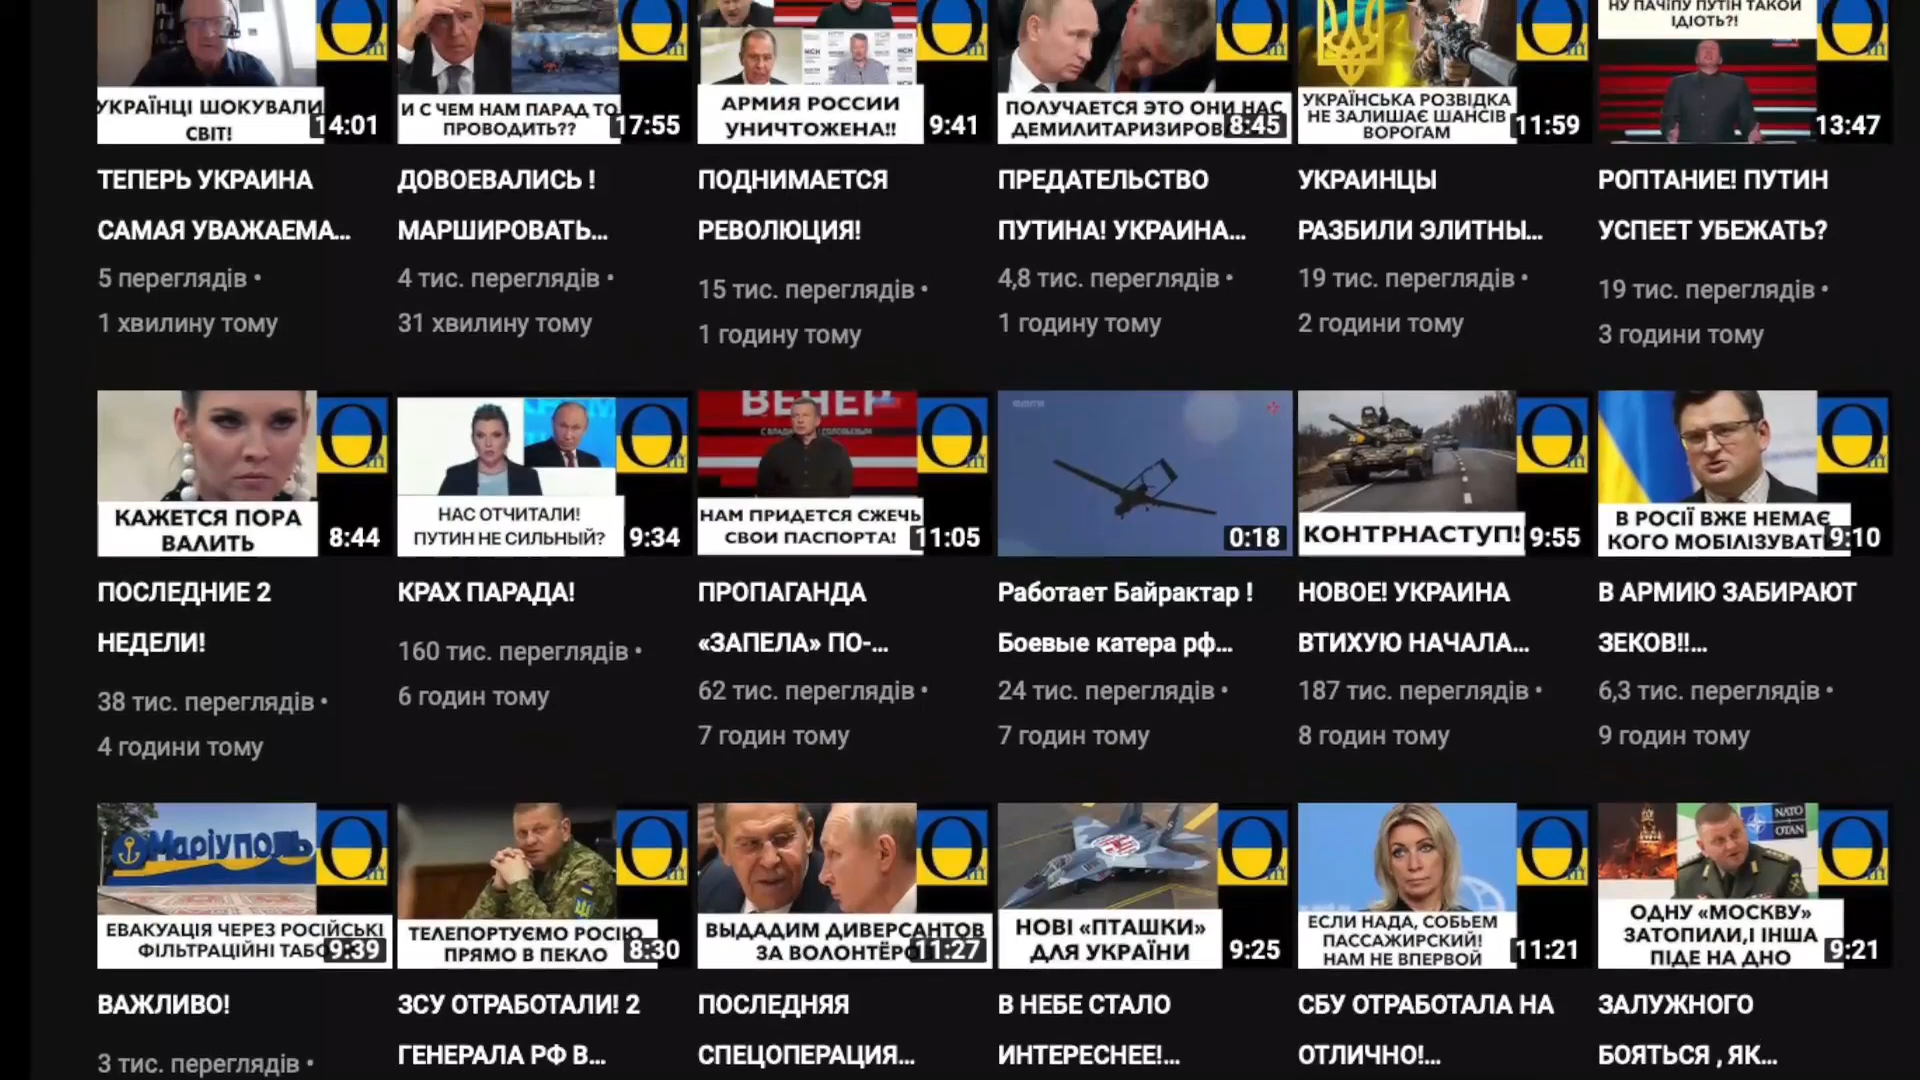 УКРАЇНЦІ ШОКУВАЛИ
СВІТ!
14:01
ТЕПЕРЬ УКРАИНА
САМАЯ УВАЖАЕМА...
5 переглядів •
1 хвилину тому
И С ЧЕМ НАМ ПАРАД ТО
ПРОВОДИТЬ??
17:55
ДОВОЕВАЛИСЬ !
МАРШИРОВАТЬ...
4 тис. переглядів •
31 хвилину тому
АРМИЯ РОССИИ
УНИЧТОЖЕНА!!
9:41
ПОДНИМАЕТСЯ
РЕВОЛЮЦИЯ!
15 тис. переглядів •
1 годину тому
ПОЛУЧАЕТСЯ ЭТО ОНИ НАС
ДЕМИЛИТАРИЗИРОВ
8:45
ПРЕДАТЕЛЬСТВО
ПУТИНА! УКРАИНА...
4,8 тис. переглядів •
1 годину тому
УКРАЇНСЬКА РОЗВІДКА
НЕ ЗАЛИШАЄ ШАНСІВ
ВОРОГАМ
11:59
УКРАИНЦЫ
РАЗБИЛИ ЭЛИТНЫ...
19 тис. переглядів •
2 години тому
НУ ПАЧІПУ ПУТІН ТАКОЙ
ІДІОТЬ?!
13:47
РОПТАНИЕ! ПУТИН
УСПЕЕТ УБЕЖАТЬ?
19 тис. переглядів •
3 години тому
КАЖЕТСЯ ПОРА
ВАЛИТЬ
8:44
ПОСЛЕДНИЕ 2
НЕДЕЛИ!
38 тис. переглядів •
4 години тому
НАС ОТЧИТАЛИ!
ПУТИН НЕ СИЛЬНЫЙ?
9:34
КРАХ ПАРАДА!
160 тис. переглядів •
6 годин тому
ВЕЧЕР
НАМ ПРИДЕТСЯ СЖЕЧЬ
СВОИ ПАСПОРТА!
11:05
ПРОПАГАНДА
«ЗАПЕЛА» ПО-...
62 тис. переглядів •
7 годин тому
0:18
Работает Байрактар !
Боевые катера рф...
24 тис. переглядів •
7 годин тому
КОНТРНАСТУП!
9:55
НОВОЕ! УКРАИНА
ВТИХУЮ НАЧАЛА...
187 тис. переглядів •
8 годин тому
В РОСІЇ ВЖЕ НЕМАЄ
КОГО МОБІЛІЗУВАТ
9:10
В АРМИЮ ЗАБИРАЮТ
ЗЕКОВ!!...
6,3 тис. переглядів •
9 годин тому
Маріуполь
ЕВАКУАЦІЯ ЧЕРЕЗ РОСІЙСЬКІ
ФІЛЬТРАЦІЙНІ ТАБО
9:39
ВАЖЛИВО!
3 тис. переглядів •
ТЕЛЕПОРТУЄМО РОСІЮ
ПРЯМО В ПЕКЛО
8:30
ЗСУ ОТРАБОТАЛИ! 2
ГЕНЕРАЛА РФ В...
ВЫДАДИМ ДИВЕРСАНТОВ
ЗА ВОЛОНТЁРО
11:27
ПОСЛЕДНЯЯ
СПЕЦОПЕРАЦИЯ...
НОВІ «ПТАШКИ»
ДЛЯ УКРАЇНИ
9:25
В НЕБЕ СТАЛО
ИНТЕРЕСНЕЕ!...
ЕСЛИ НАДА, СОБЬЕМ
ПАССАЖИРСКИЙ!
НАМ НЕ ВПЕРВОЙ
11:21
СБУ ОТРАБОТАЛА НА
ОТЛИЧНО!...
NATO
OTAN
ОДНУ «МОСКВУ»
ЗАТОПИЛИ,І ІНША
ПІДЕ НА ДНО
9:21
ЗАЛУЖНОГО
БОЯТЬСЯ , ЯК...